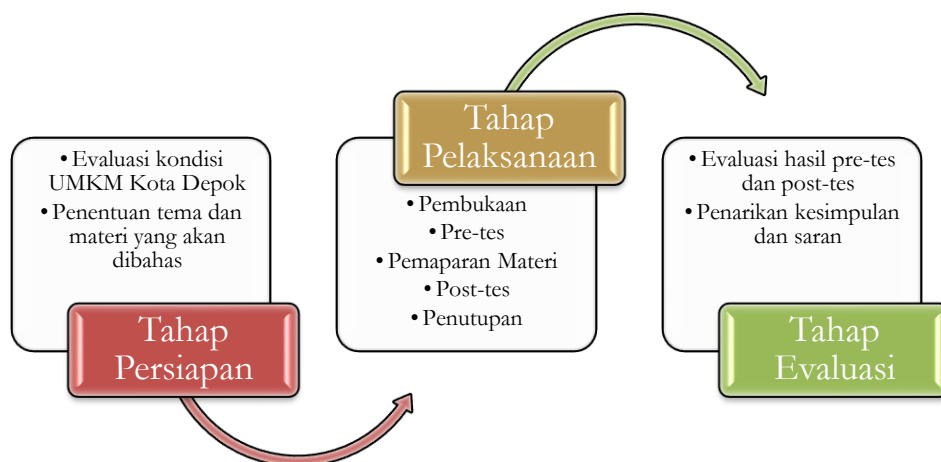 • Evaluasi kondisi
UMKM Kota Depok
• Penentuan tema dan
materi yang akan
dibahas
Tahap
Persiapan
Tahap
Pelaksanaan
• Pembukaan
• Pre-tes
• Pemaparan Materi
• Post-tes
• Penutupan
• Evaluasi hasil pre-tes
dan post-tes
• Penarikan kesimpulan
dan saran
Tahap
Evaluasi